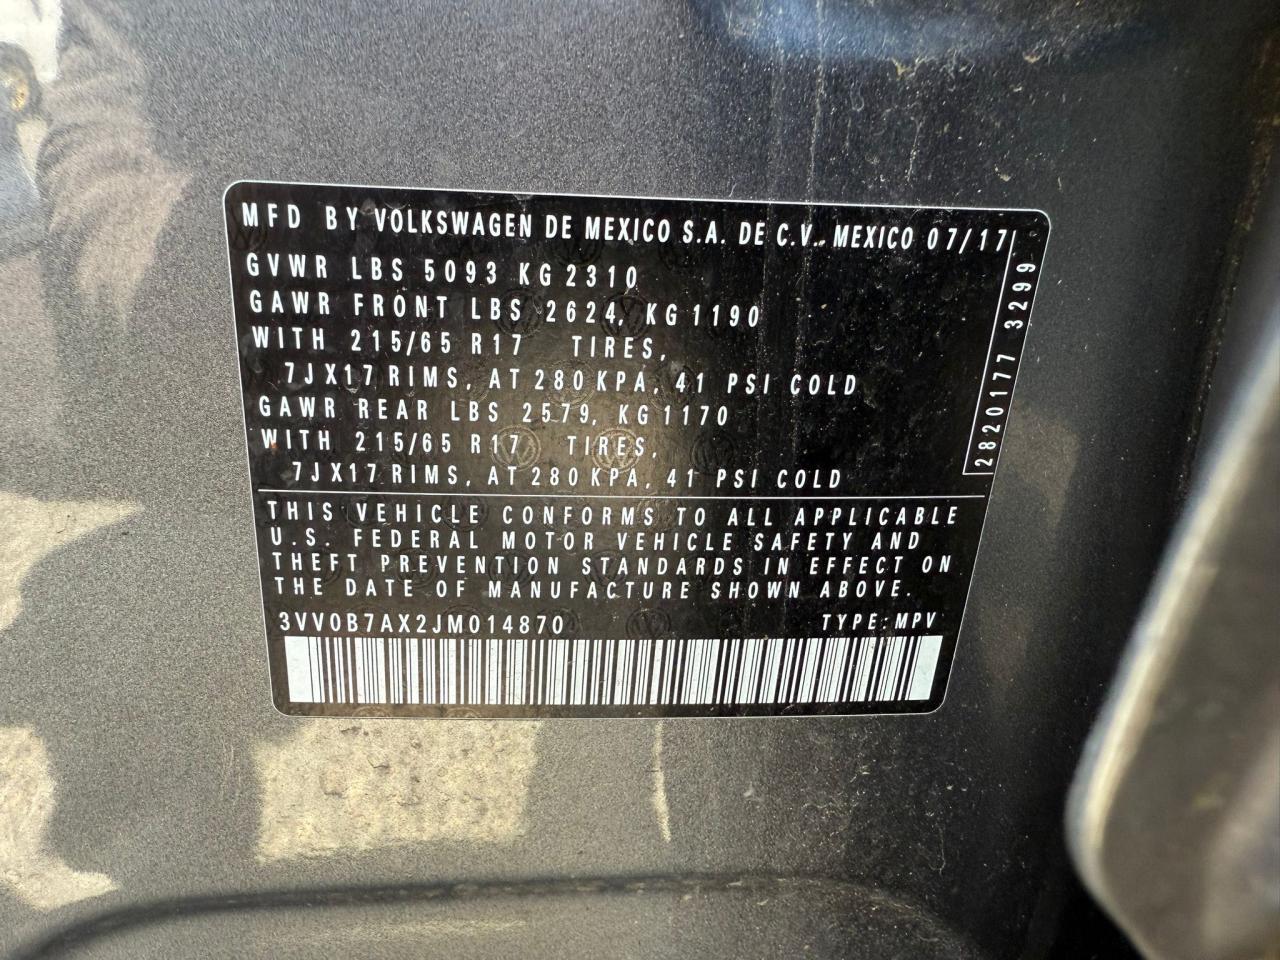 MFD BY VOLKSWAGEN DE MEXICO S.A. DE C.V., MEXICO 07/17
GVWR LBS 5093 KG 2310
GAWR FRONT LBS 2624, KG 1190
WITH 215/65 R17 TIRES,
7JX17 RIMS, AT 280 KPA, 41 PSI COLD
GAWR REAR LBS 2579, KG 1170
WITH 215/65 R17 TIRES,
7JX17 RIMS, AT 280 KPA, 41 PSI COLD
2820177 3299
THIS VEHICLE CONFORMS TO ALL APPLICABLE
U.S. FEDERAL MOTOR VEHICLE SAFETY AND
THEFT PREVENTION STANDARDS IN EFFECT ON
THE DATE OF MANUFACTURE SHOWN ABOVE.
3VV0B7AX2JM014870 TYPE: MPV